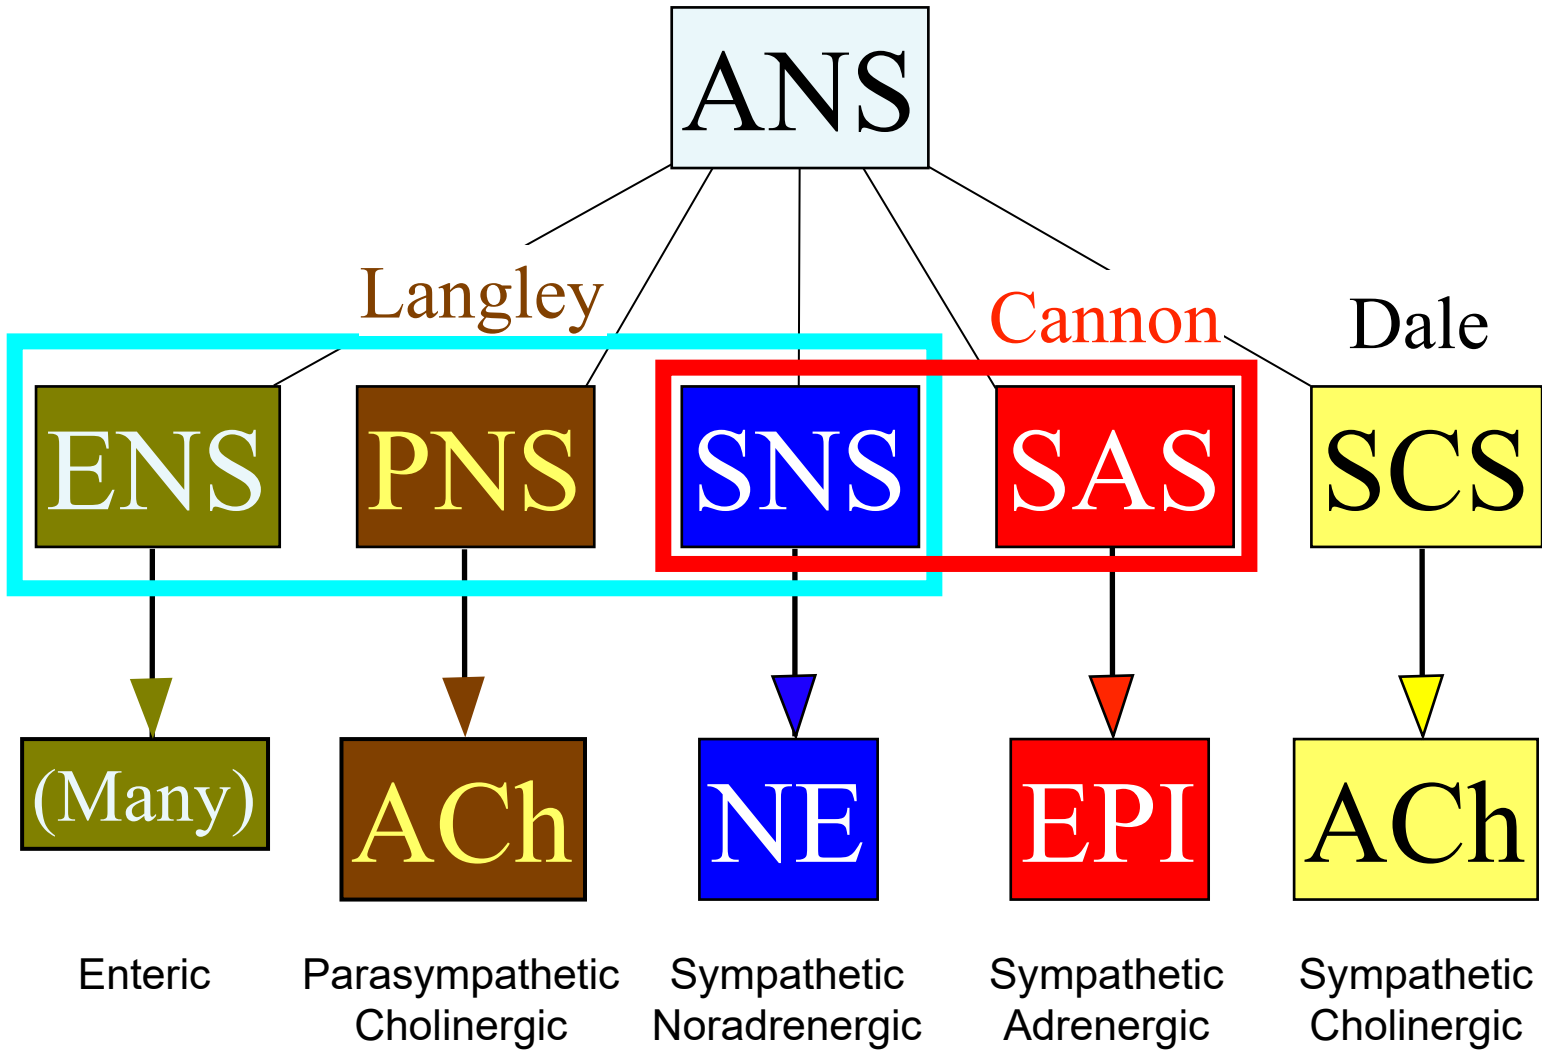 ANS
Langley
Cannon
Dale
ENS
PNS
SNS
SAS
SCS
(Many)
ACh
NE
EPI
ACh
Enteric
Parasympathetic
Cholinergic
Sympathetic
Noradrenergic
Sympathetic
Adrenergic
Sympathetic
Cholinergic